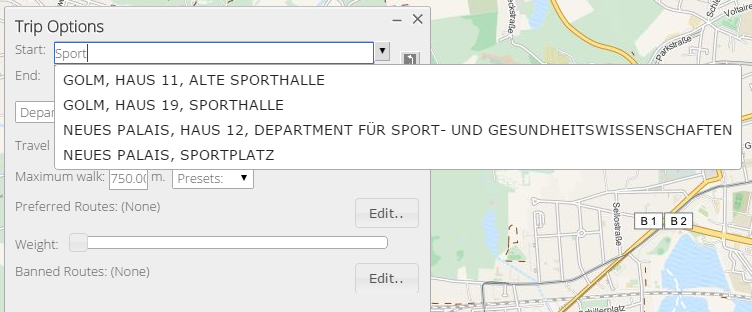 Trip Options
Start: Sport
End:
GOLM, HAUS 11, ALTE SPORTHALLE
GOLM, HAUS 19, SPORTHALLE
NEUES PALAIS, HAUS 12, DEPARTMENT FÜR SPORT- UND GESUNDHEITSWISSENSCHAFTEN
NEUES PALAIS, SPORTPLATZ
Depar
Travel
Maximum walk: 750.00 m. Presets:
Preferred Routes: (None)
Edit..
Weight:
Banned Routes: (None)
Edit..
Voltaire
Parkstraße
B 1
B 2
Sellostraße
Schillerplatz